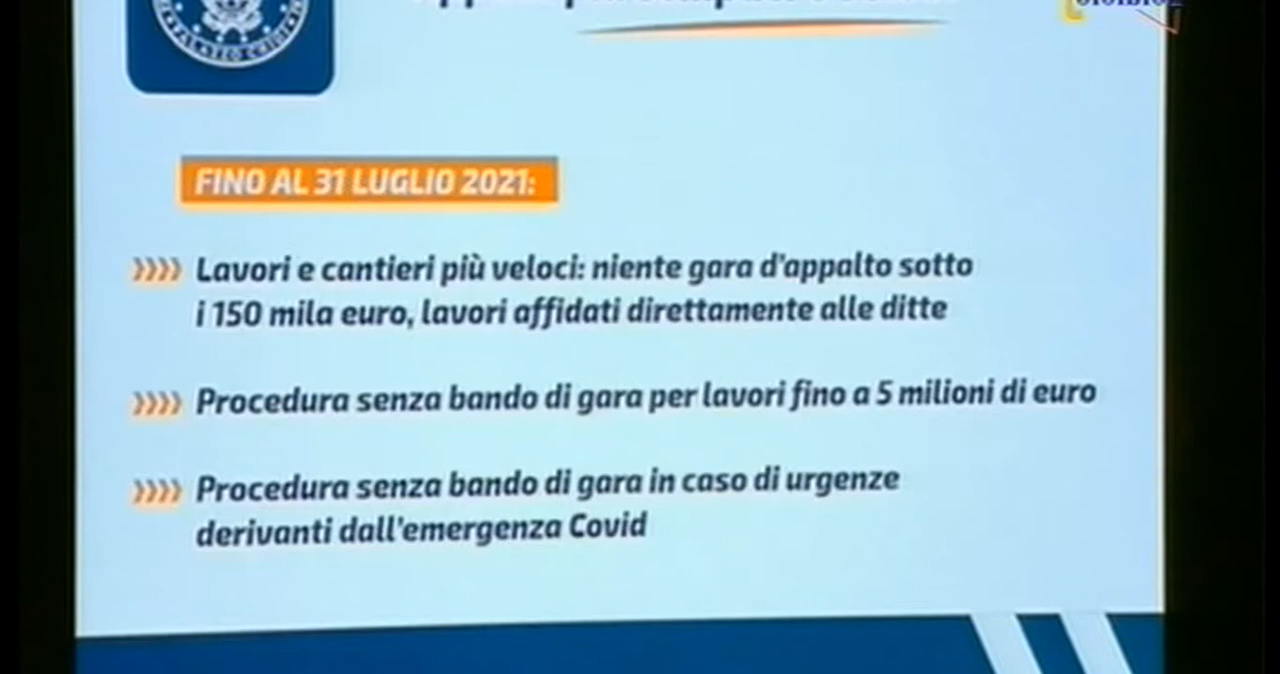 PALAZZO CHIGI
FINO AL 31 LUGLIO 2021:
Lavori e cantieri più veloci: niente gara d'appalto sotto
i 150 mila euro, lavori affidati direttamente alle ditte
Procedura senza bando di gara per lavori fino a 5 milioni di euro
Procedura senza bando di gara in caso di urgenze
derivanti dall'emergenza Covid